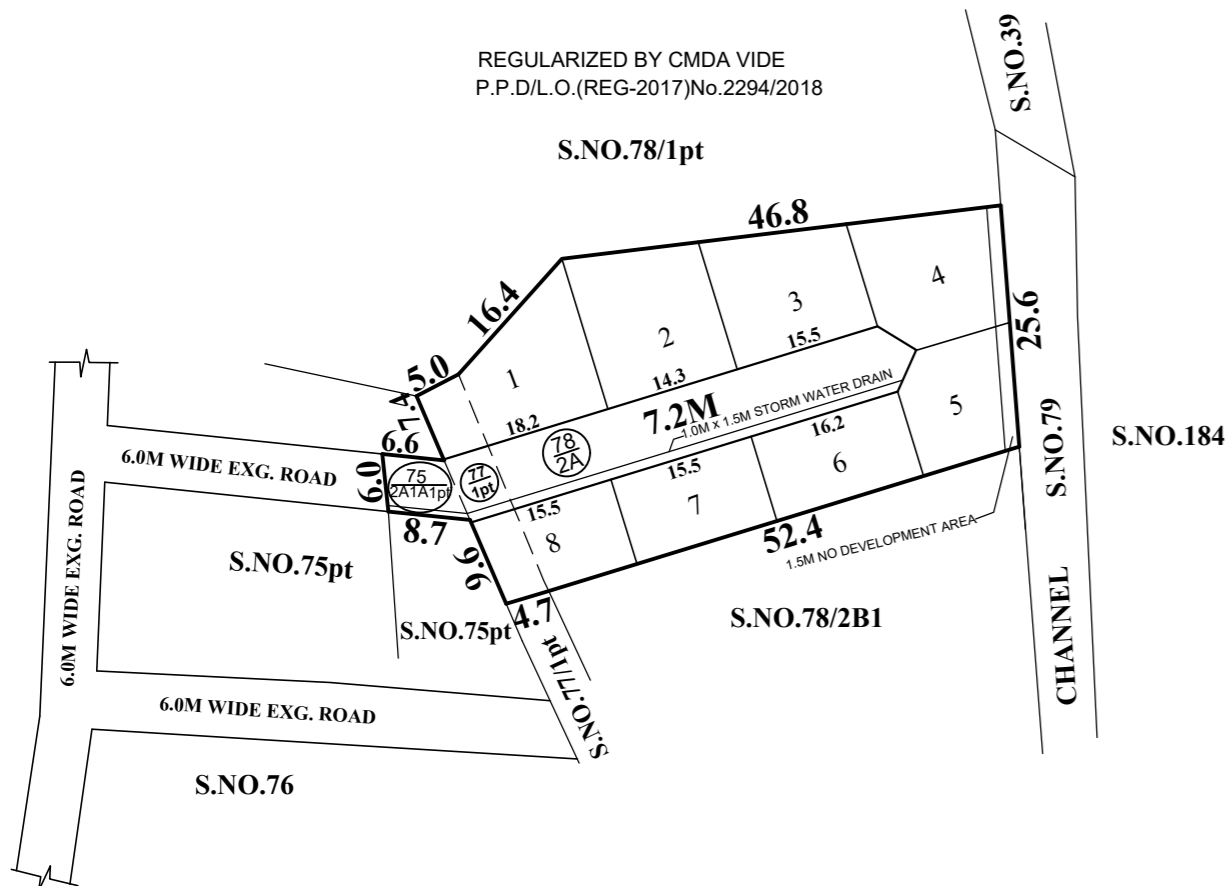 REGULARIZED BY CMDA VIDE
P.P.D/L.O.(REG-2017)No.2294/2018
S.NO.39
S.NO.78/1pt
46.8
16.4
4
3
2
15.5
25.6
5.0
1
14.3
7.4
18.2
7.2M
1.0M x 1.5M STORM WATER DRAIN
5
6.6
78
2A
16.2
S.NO.79
S.NO.184
6.0M WIDE EXG. ROAD
6.0
75
2A1A1pt
77
1pt
15.5
6
7
15.5
8.7
8
52.4
1.5M NO DEVELOPMENT AREA
6.0M WIDE EXG. ROAD
S.NO.75pt
9.6
4.7
S.NO.75pt
S.NO.78/2B1
S.NO.77/1pt
CHANNEL
6.0M WIDE EXG. ROAD
S.NO.76